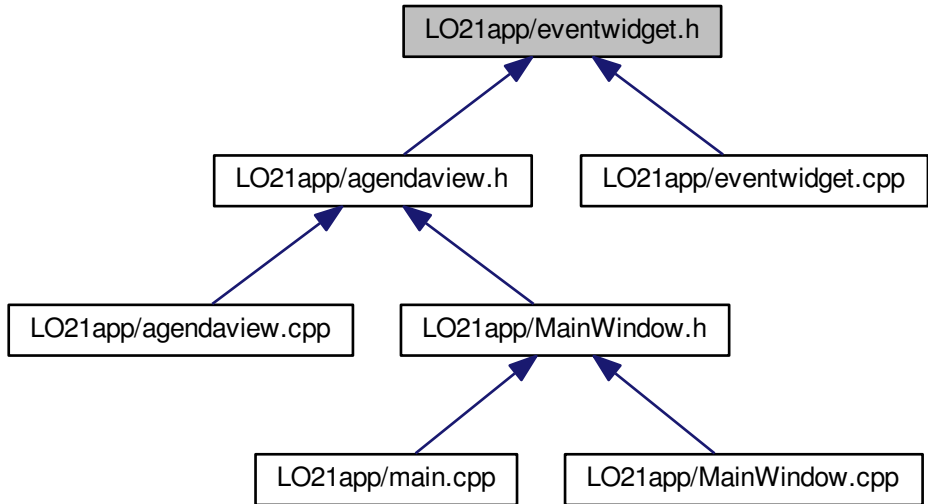 LO21app/eventwidget.h
LO21app/agendaview.h
LO21app/eventwidget.cpp
LO21app/agendaview.cpp
LO21app/MainWindow.h
LO21app/main.cpp
LO21app/MainWindow.cpp